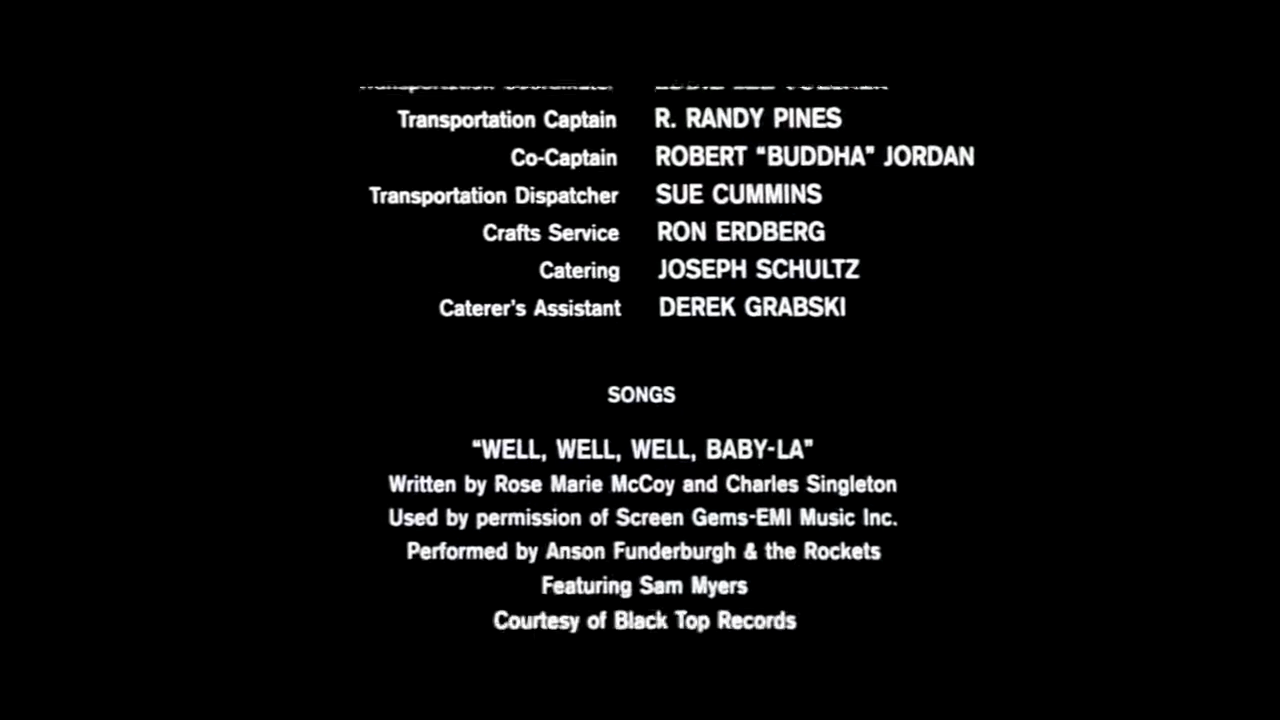 Transportation Captain R. RANDY PINES
Co-Captain ROBERT “BUDDHA” JORDAN
Transportation Dispatcher SUE CUMMINS
Crafts Service RON ERDBERG
Catering JOSEPH SCHULTZ
Caterer’s Assistant DEREK GRABSKI
SONGS
“WELL, WELL, WELL, BABY-LA”
Written by Rose Marie McCoy and Charles Singleton
Used by permission of Screen Gems-EMI Music Inc.
Performed by Anson Funderburgh & the Rockets
Featuring Sam Myers
Courtesy of Black Top Records